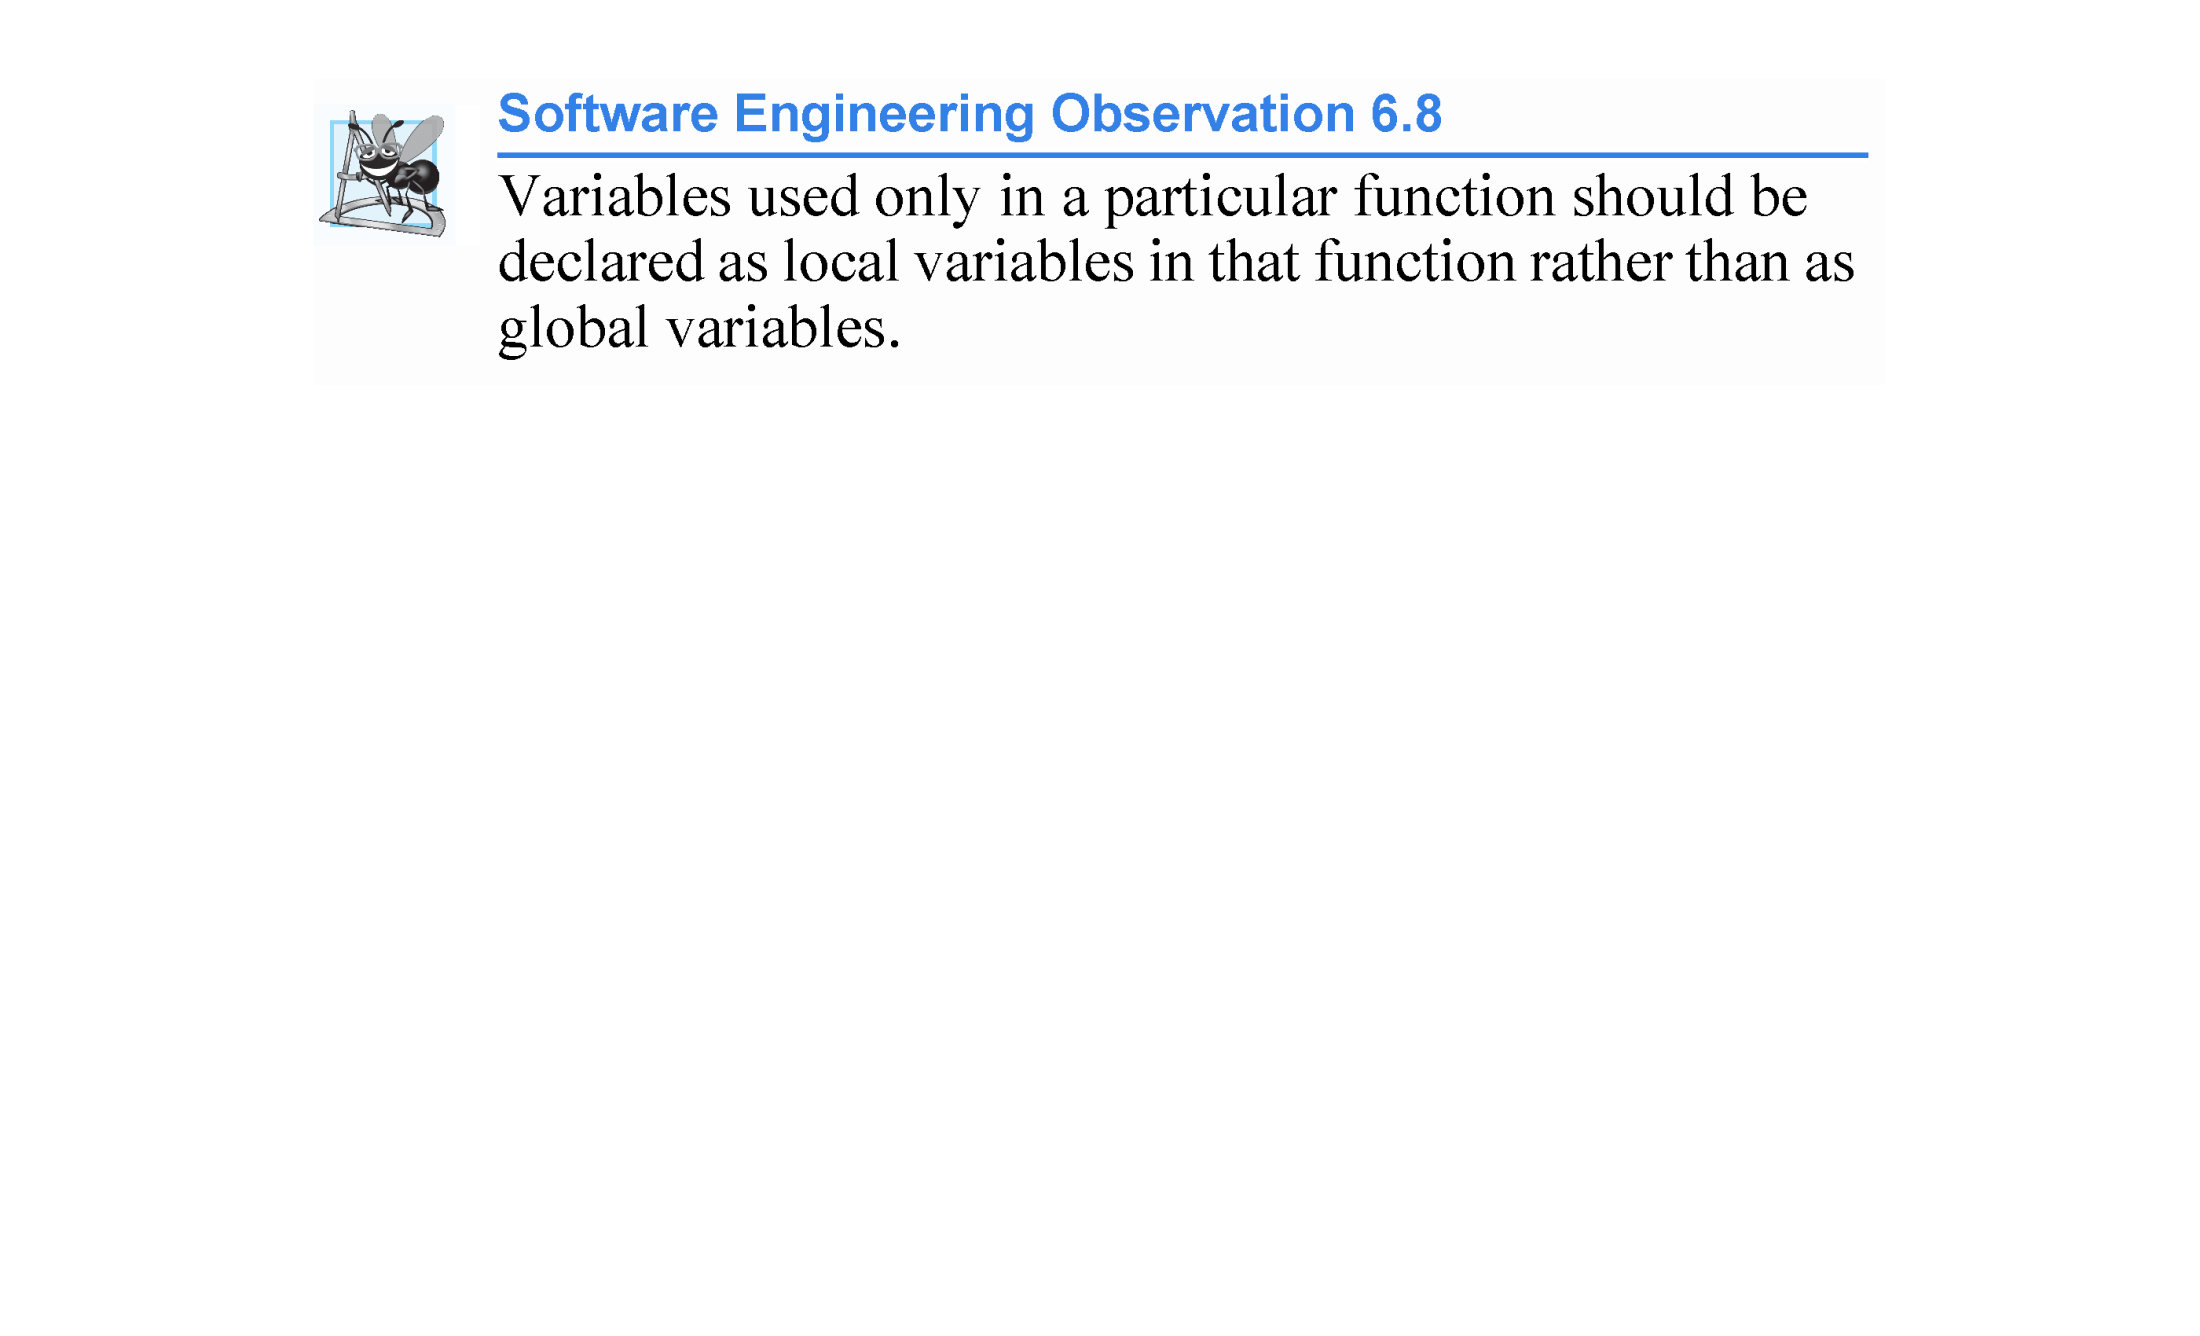 Software Engineering Observation 6.8
Variables used only in a particular function should be
declared as local variables in that function rather than as
global variables.